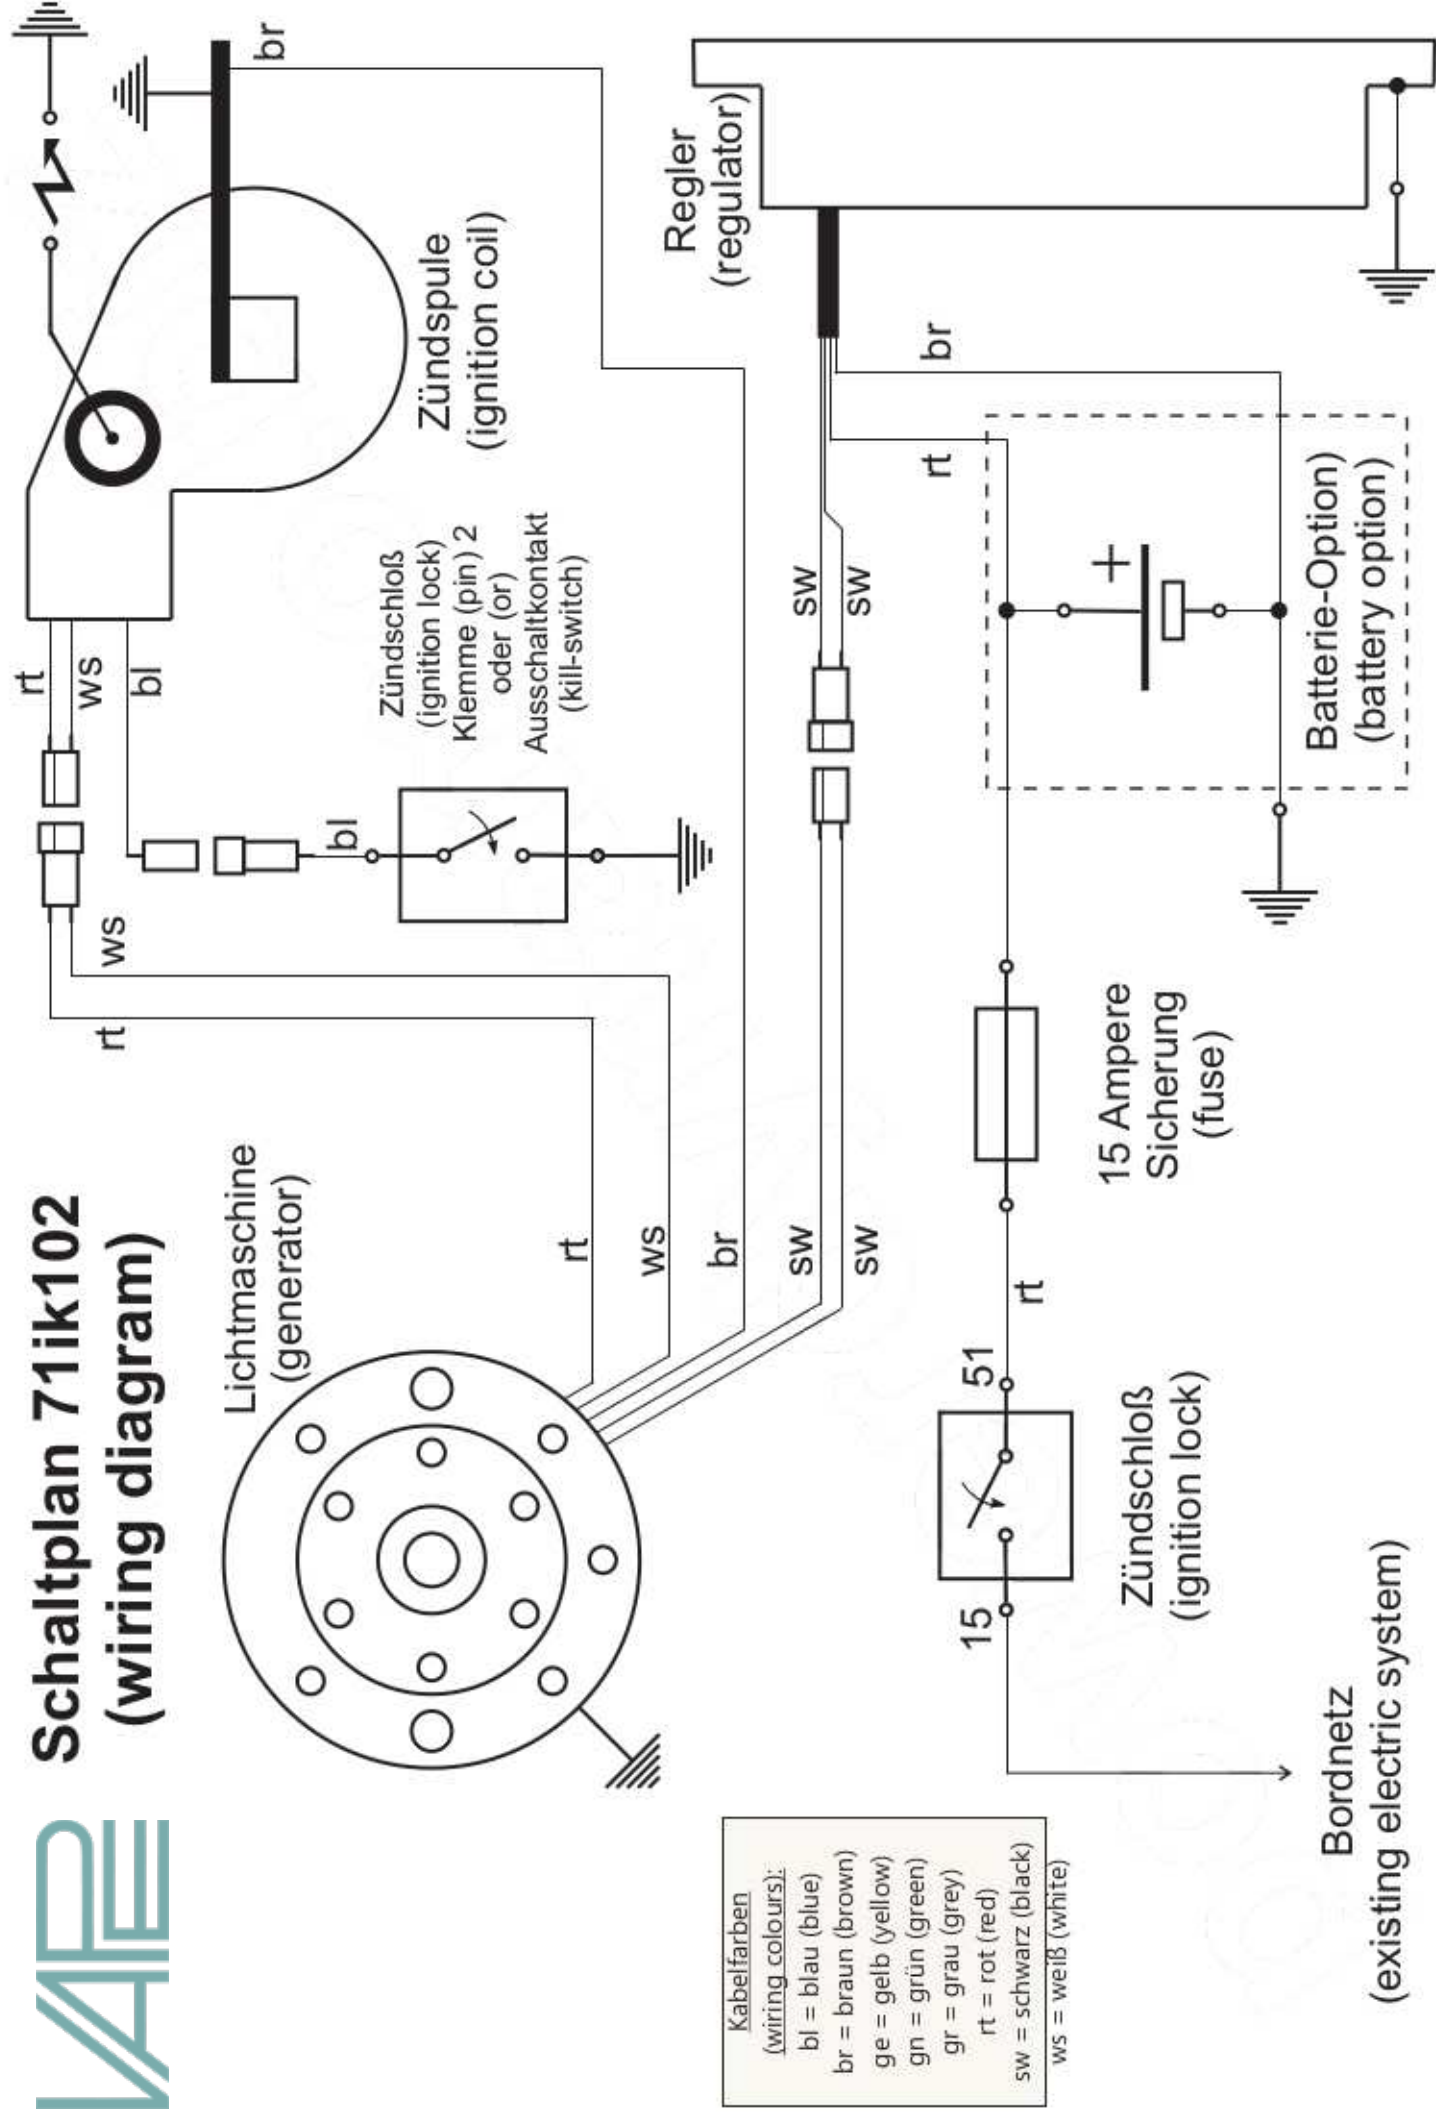 VAPE
Schaltplan 71ik102
(wiring diagram)
Lichtmaschine
(generator)
rt
ws
br
sw
sw
rt
ws
rt
ws
bl
bl
Zündschloß
(ignition lock)
Klemme (pin) 2
oder (or)
Ausschaltkontakt
(kill-switch)
Zündspule
(ignition coil)
br
Regler
(regulator)
sw
sw
rt
br
+
Batterie-Option)
(battery option)
15 Ampere
Sicherung
(fuse)
rt
51
15
Zündschloß
(ignition lock)
Bordnetz
(existing electric system)
Kabelfarben
(wiring colours):
bl = blau (blue)
br = braun (brown)
ge = gelb (yellow)
gn = grün (green)
gr = grau (grey)
rt = rot (red)
sw = schwarz (black)
ws = weiß (white)